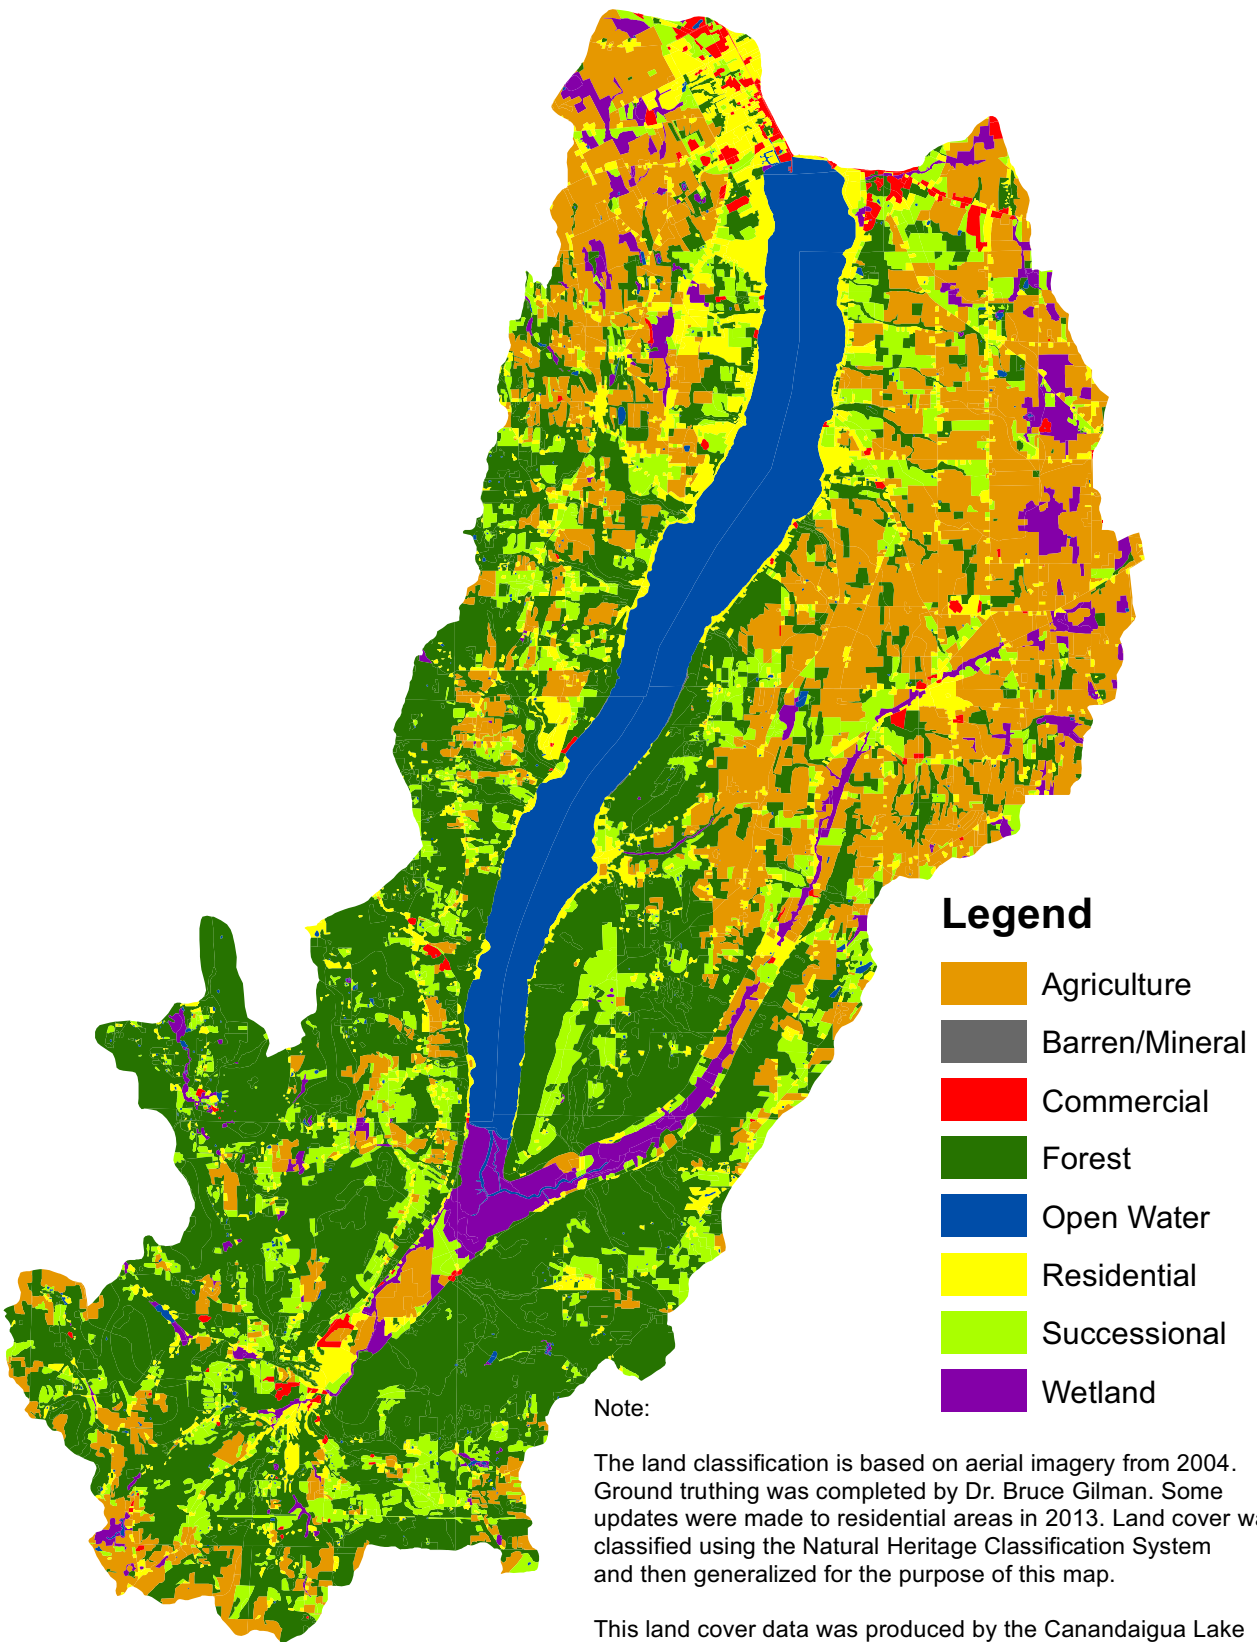 Legend
Agriculture
Barren/Mineral
Commercial
Forest
Open Water
Residential
Successional
Wetland
Note:
The land classification is based on aerial imagery from 2004.
Ground truthing was completed by Dr. Bruce Gilman. Some
updates were made to residential areas in 2013. Land cover wa
classified using the Natural Heritage Classification System
and then generalized for the purpose of this map.
This land cover data was produced by the Canandaigua Lake